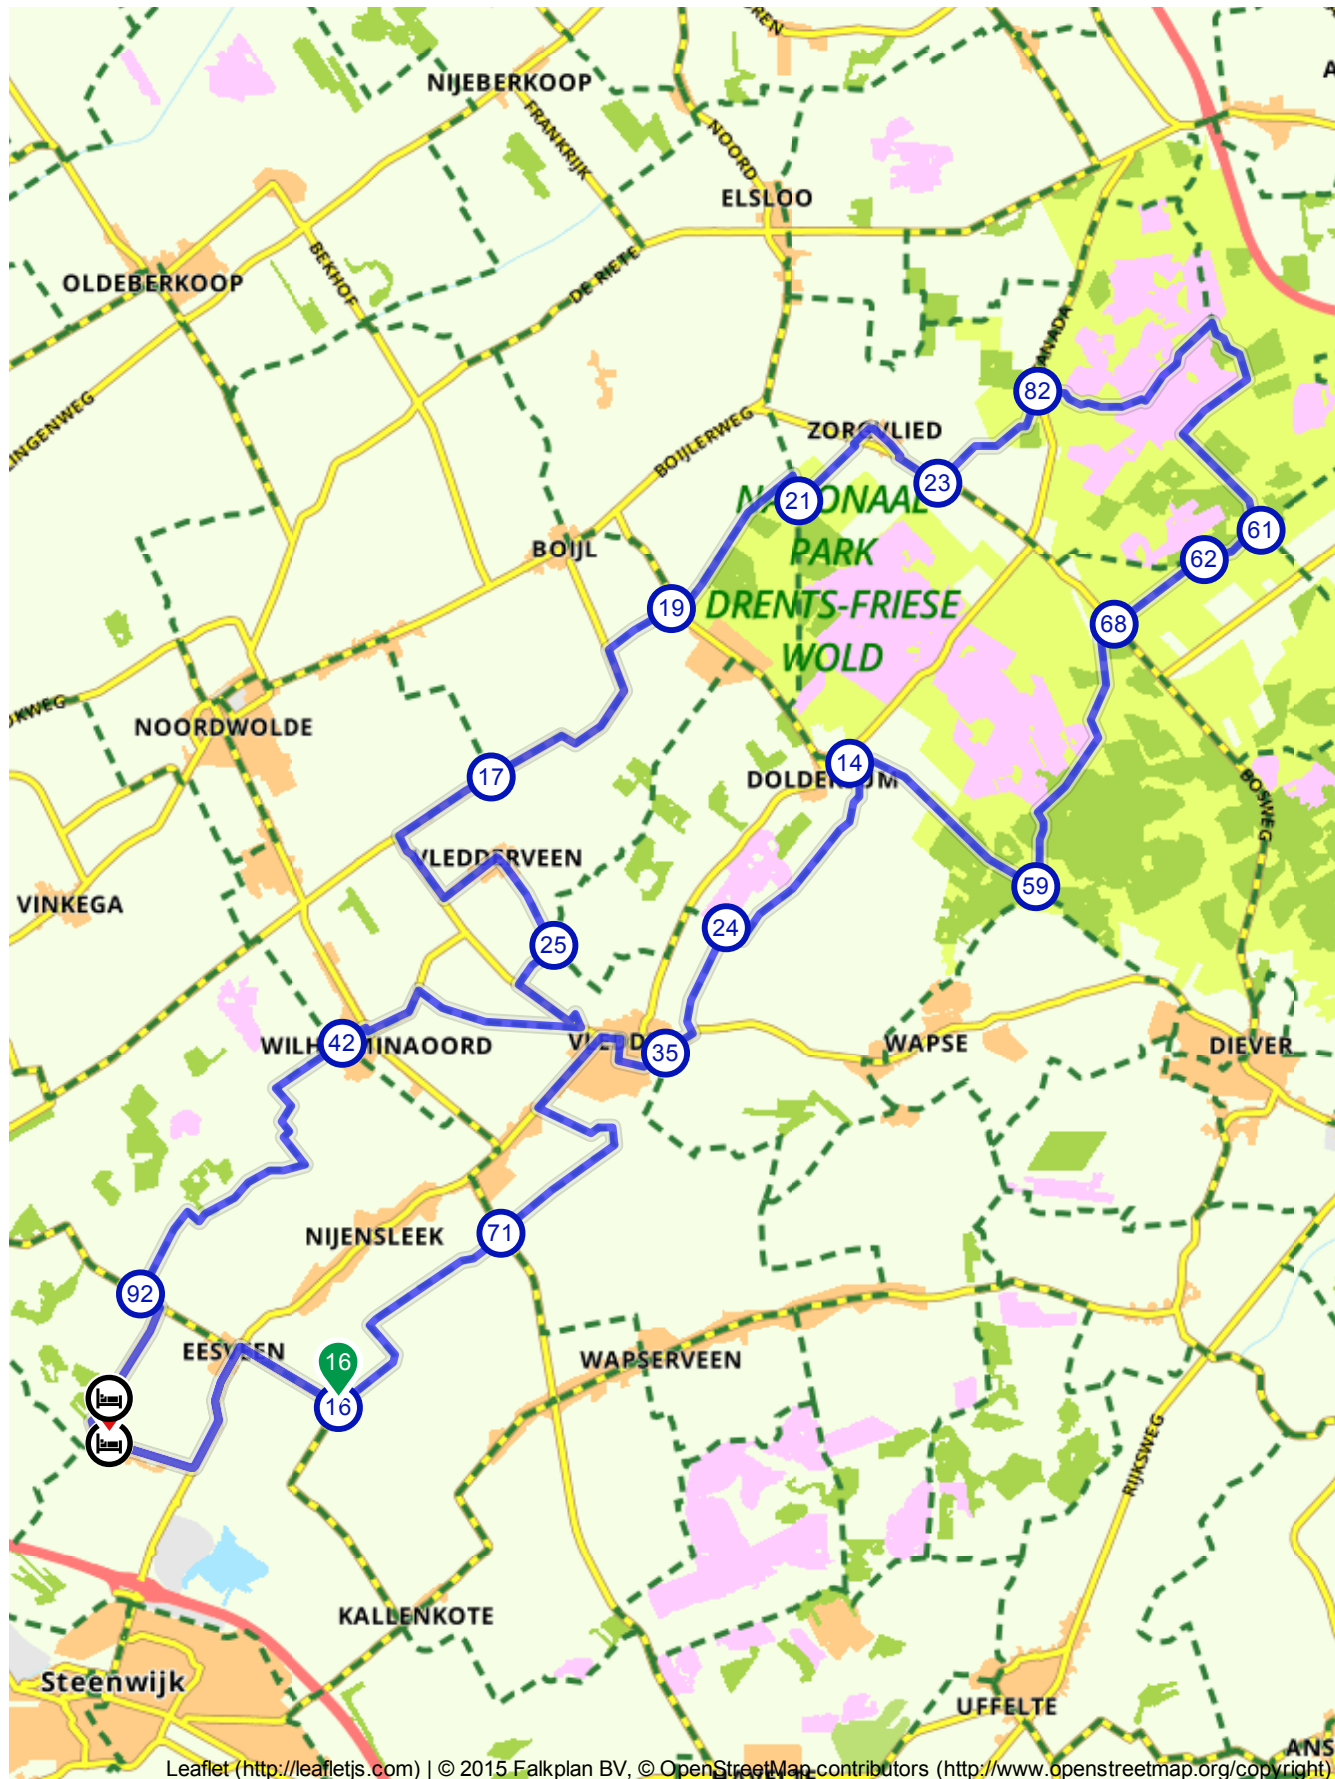 NIJEBERKOOP
FRANKRIJK
NOORD
ELSLOO
OLDEBERKOOP
BEKHOF
DE RIETE
ANADA
82
INGENWEG
BOIJLERWEG
ZORGVLIED
23
21
NATIONAAL
PARK
DRENTS-FRIESE
WOLD
61
62
68
BOIJL
19
KWEG
NOORDWOLDE
17
14
DOLDERSUM
BOSWEG
VLEDDERVEEN
59
VINKEGA
25
24
42
WILHELMINAOORD
35
WAPSE
DIEVER
NIJENSLEEK
71
92
EESVEEN
16
16
WAPSERVEEN
RIJKSWEG
KALLENKOTE
Steenwijk
UFFELTE
ANS
Leaflet (http://leafletjs.com) | © 2015 Falkplan BV, © OpenStreetMap contributors (http://www.openstreetmap.org/copyright)